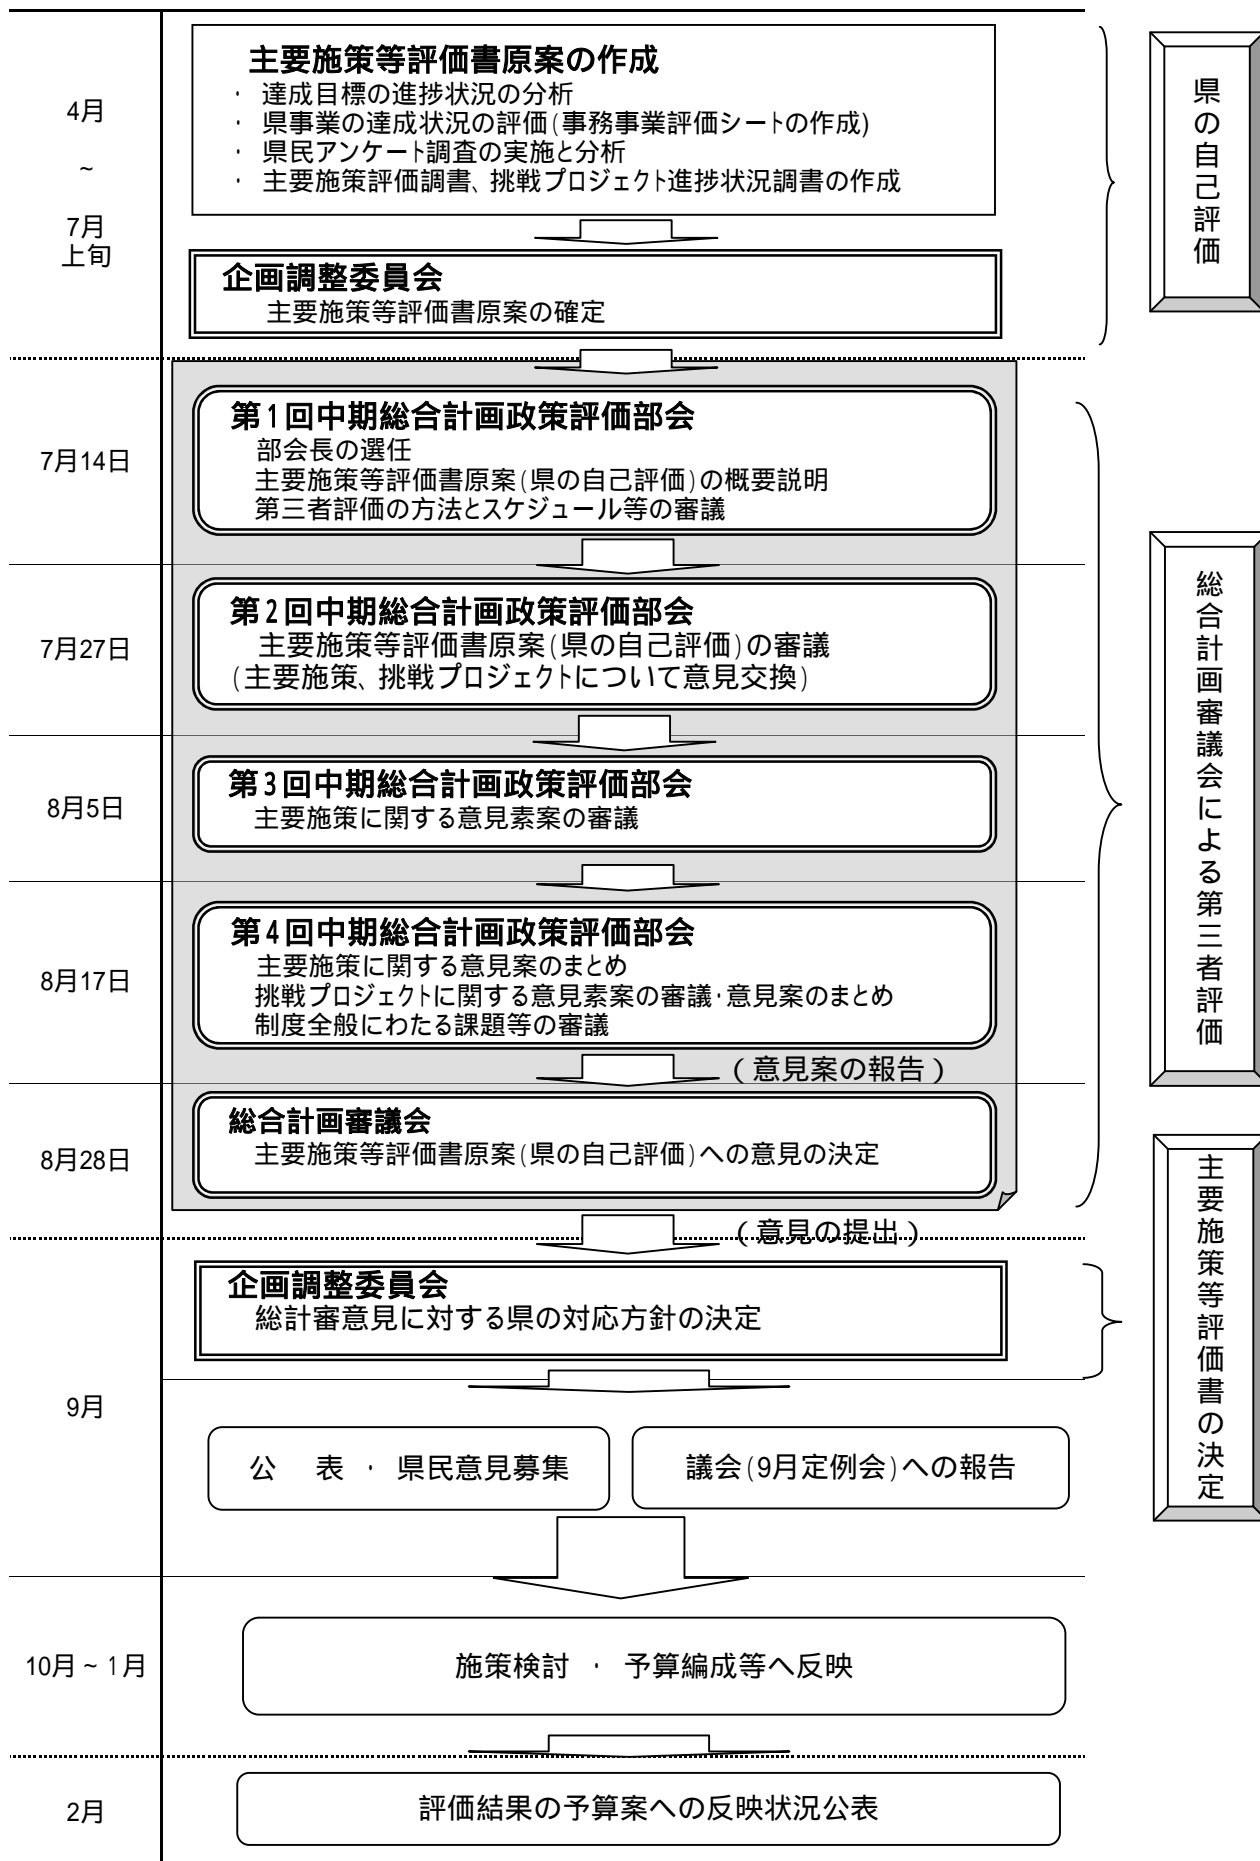 4月
~
7月
上旬
主要施策等評価書原案の作成
· 達成目標の進捗状況の分析
· 県事業の達成状況の評価(事務事業評価シートの作成)
· 県民アンケート調査の実施と分析
· 主要施策評価調書、挑戦プロジェクト進捗状況調書の作成
企画調整委員会
主要施策等評価書原案の確定
県の自己評価
7月14日
第1回中期総合計画政策評価部会
部会長の選任
主要施策等評価書原案(県の自己評価)の概要説明
第三者評価の方法とスケジュール等の審議
7月27日
第2回中期総合計画政策評価部会
主要施策等評価書原案(県の自己評価)の審議
(主要施策、挑戦プロジェクトについて意見交換)
8月5日
第3回中期総合計画政策評価部会
主要施策に関する意見素案の審議
8月17日
第4回中期総合計画政策評価部会
主要施策に関する意見案のまとめ
挑戦プロジェクトに関する意見素案の審議·意見案のまとめ
制度全般にわたる課題等の審議
(意見案の報告)
8月28日
総合計画審議会
主要施策等評価書原案(県の自己評価)への意見の決定
総合計画審議会による第三者評価
(意見の提出)
9月
企画調整委員会
総計審意見に対する県の対応方針の決定
公 表 · 県民意見募集
議会(9月定例会)への報告
主要施策等評価書の決定
10月~1月
施策検討 · 予算編成等へ反映
2月
評価結果の予算案への反映状況公表